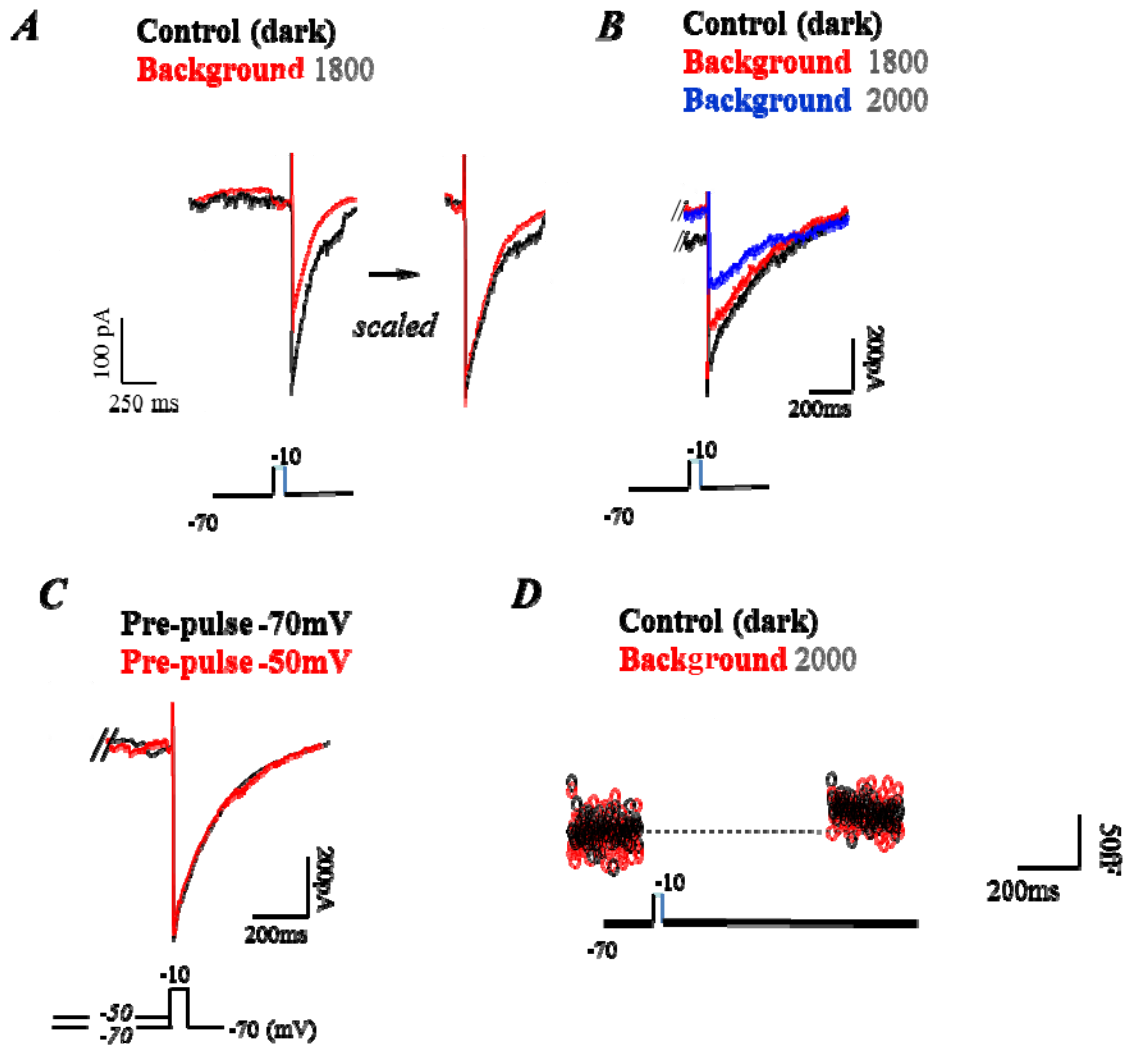 A
Control (dark)
Background 1800
100 pA
250 ms
scaled
-10
-70
B
Control (dark)
Background 1800
Background 2000
200pA
200ms
-10
-70
C
Pre-pulse -70mV
Pre-pulse -50mV
200pA
200ms
-10
-50
-70
-70 (mV)
D
Control (dark)
Background 2000
50fF
200ms
-10
-70